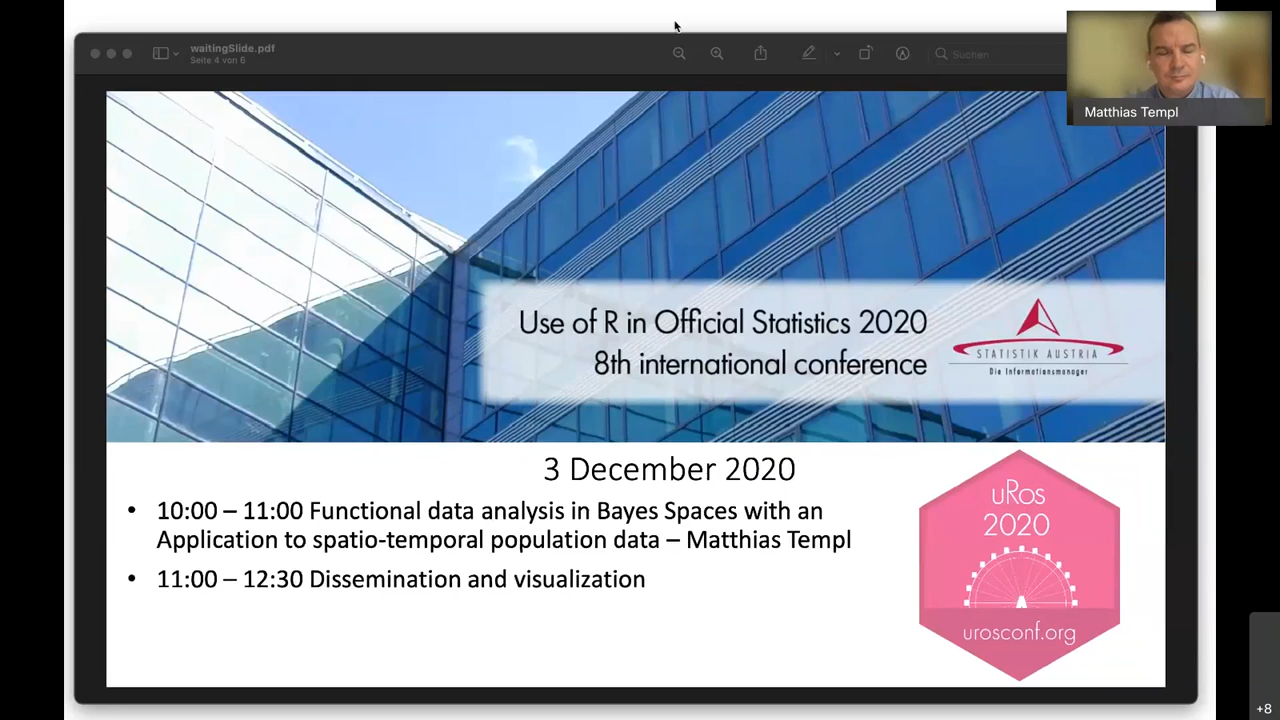 waitingSlide.pdf
Seite 4 von 6
Suchen
Matthias Templ
Use of R in Official Statistics 2020
8th international conference
STATISTIK AUSTRIA
Die Informationsmanager
3 December 2020
• 10:00 – 11:00 Functional data analysis in Bayes Spaces with an
Application to spatio-temporal population data – Matthias Templ
• 11:00 – 12:30 Dissemination and visualization
uRos
2020
urosconf.org
+8